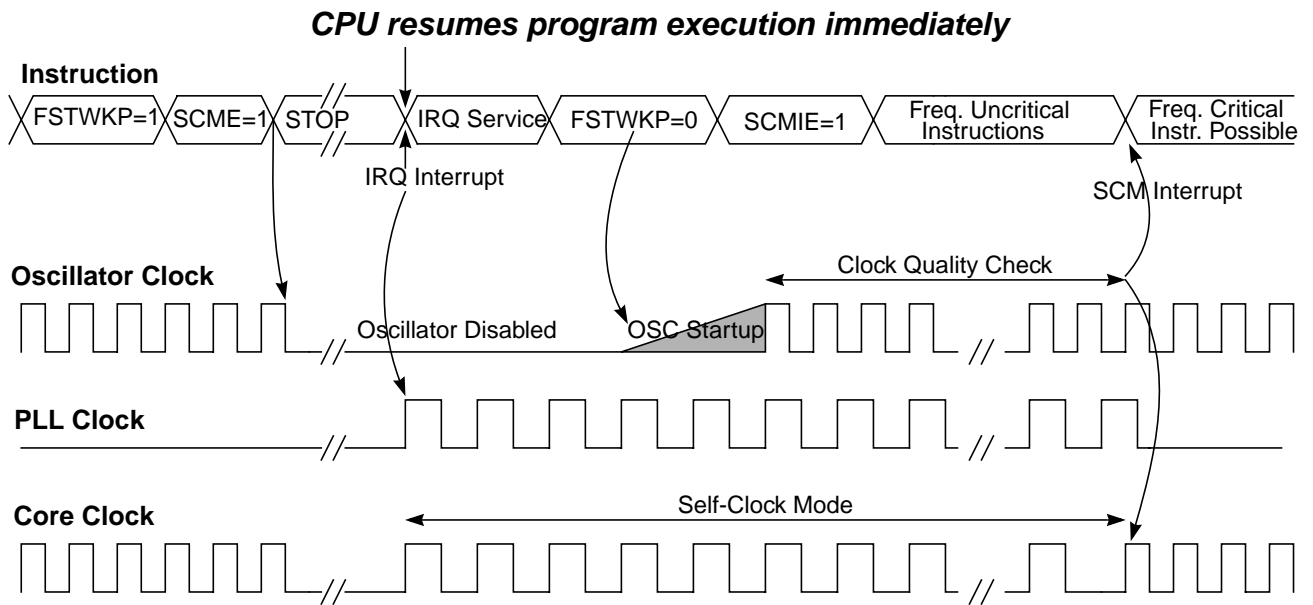 CPU resumes program execution immediately
Instruction
FSTWKP=1
SCME=1
STOP
IRQ Service
FSTWKP=0
SCMIE=1
Freq. Uncritical
Instructions
Freq. Critical
Instr. Possible
IRQ Interrupt
SCM Interrupt
Oscillator Clock
Clock Quality Check
Oscillator Disabled
OSC Startup
PLL Clock
Core Clock
Self-Clock Mode